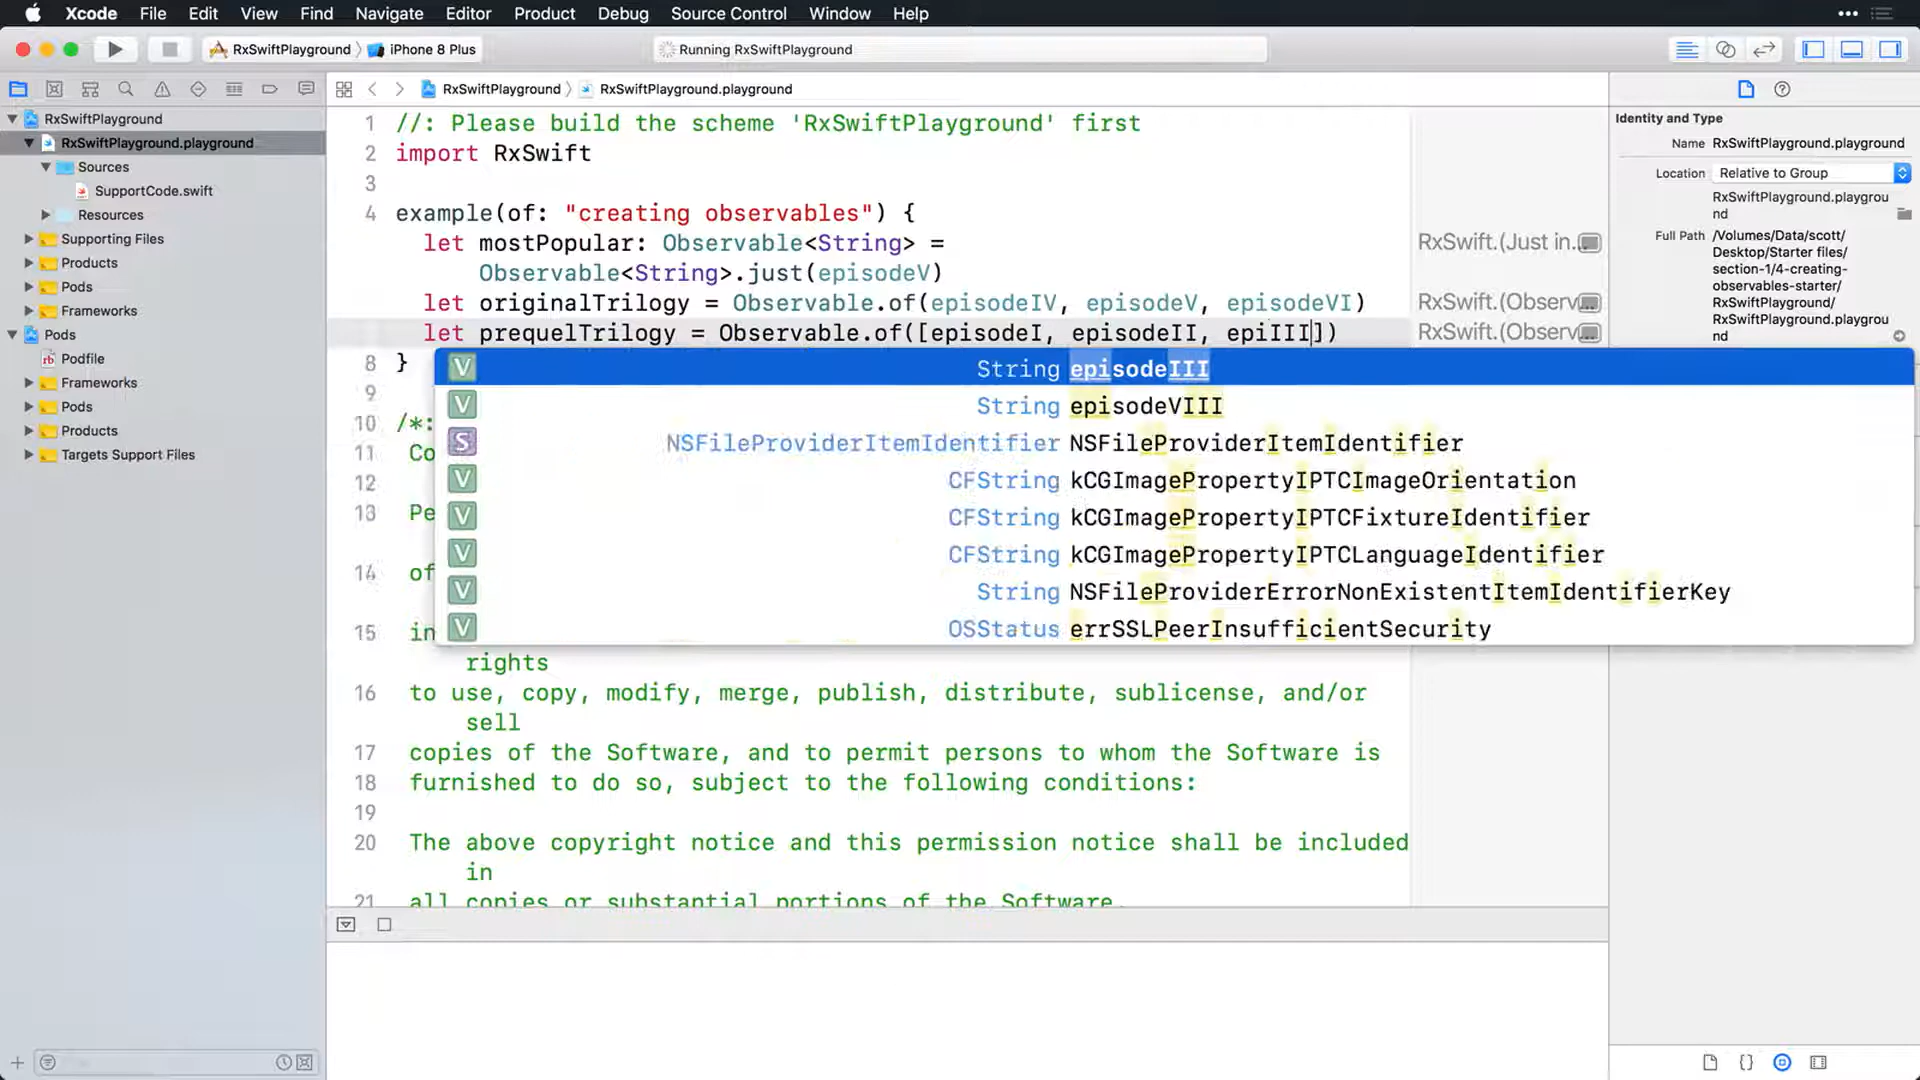 Xcode File Edit View Find Navigate Editor Product Debug Source Control Window Help
RxSwiftPlayground iPhone 8 Plus
Running RxSwiftPlayground
RxSwiftPlayground RxSwiftPlayground.playground
RxSwiftPlayground
RxSwiftPlayground.playground
Sources
SupportCode.swift
Resources
Supporting Files
Products
Pods
Frameworks
Pods
Podfile
Frameworks
Pods
Products
Targets Support Files
1 //: Please build the scheme 'RxSwiftPlayground' first
2 import RxSwift
3
4 example(of: "creating observables") {
let mostPopular: Observable<String> =
Observable<String>.just(episodeV)
let originalTrilogy = Observable.of(episodeIV, episodeV, episodeVI)
let prequelTrilogy = Observable.of([episodeI, episodeII, epiIII])
8 }
9
10 /*:
11 Co
12
13 Pe
14 of
15 in
rights
16 to use, copy, modify, merge, publish, distribute, sublicense, and/or
sell
17 copies of the Software, and to permit persons to whom the Software is
18 furnished to do so, subject to the following conditions:
19
20 The above copyright notice and this permission notice shall be included
in
21 all copies or substantial portions of the Software.
V String episodeIII
V String episodeVIII
S NSFileProviderItemIdentifier NSFileProviderItemIdentifier
V CFString kCGImagePropertyIPTCImageOrientation
V CFString kCGImagePropertyIPTCFixtureIdentifier
V CFString kCGImagePropertyIPTCLanguageIdentifier
V String NSFileProviderErrorNonExistentItemIdentifierKey
V OSStatus errSSLPeerInsufficientSecurity
RxSwift.(Just in...
RxSwift.(Observ
RxSwift.(Observ
Identity and Type
Name RxSwiftPlayground.playground
Location Relative to Group
RxSwiftPlayground.playgrou
nd
Full Path /Volumes/Data/scott/
Desktop/Starter files/
section-1/4-creating-
observables-starter/
RxSwiftPlayground/
RxSwiftPlayground.playgrou
nd